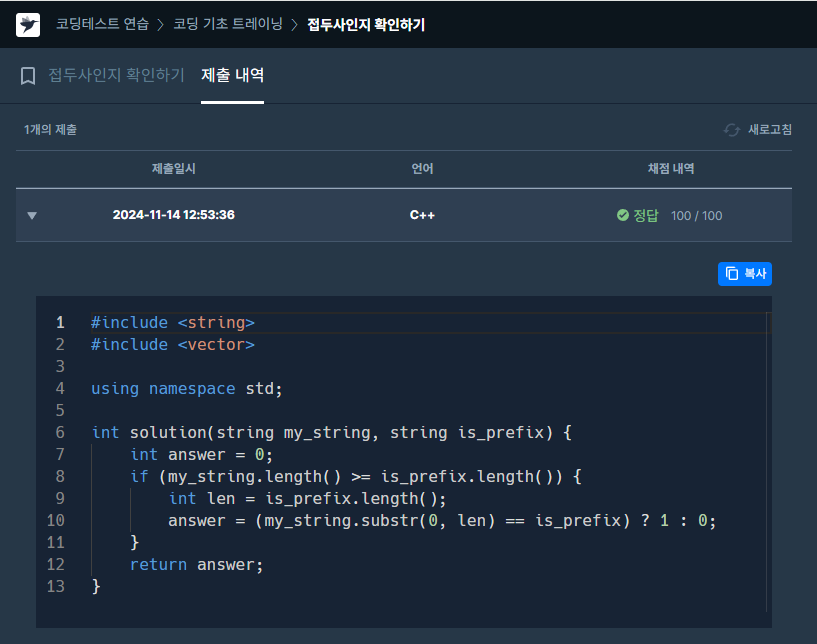 코딩테스트 연습 > 코딩 기초 트레이닝 > 접두사인지 확인하기
접두사인지 확인하기 제출 내역
1개의 제출 새로고침
제출일시 언어 채점 내역
2024-11-14 12:53:36 C++ 정답 100 / 100
복사
1 #include <string>
2 #include <vector>
3
4 using namespace std;
5
6 int solution(string my_string, string is_prefix) {
7     int answer = 0;
8     if (my_string.length() >= is_prefix.length()) {
9         int len = is_prefix.length();
10         answer = (my_string.substr(0, len) == is_prefix) ? 1 : 0;
11     }
12     return answer;
13 }